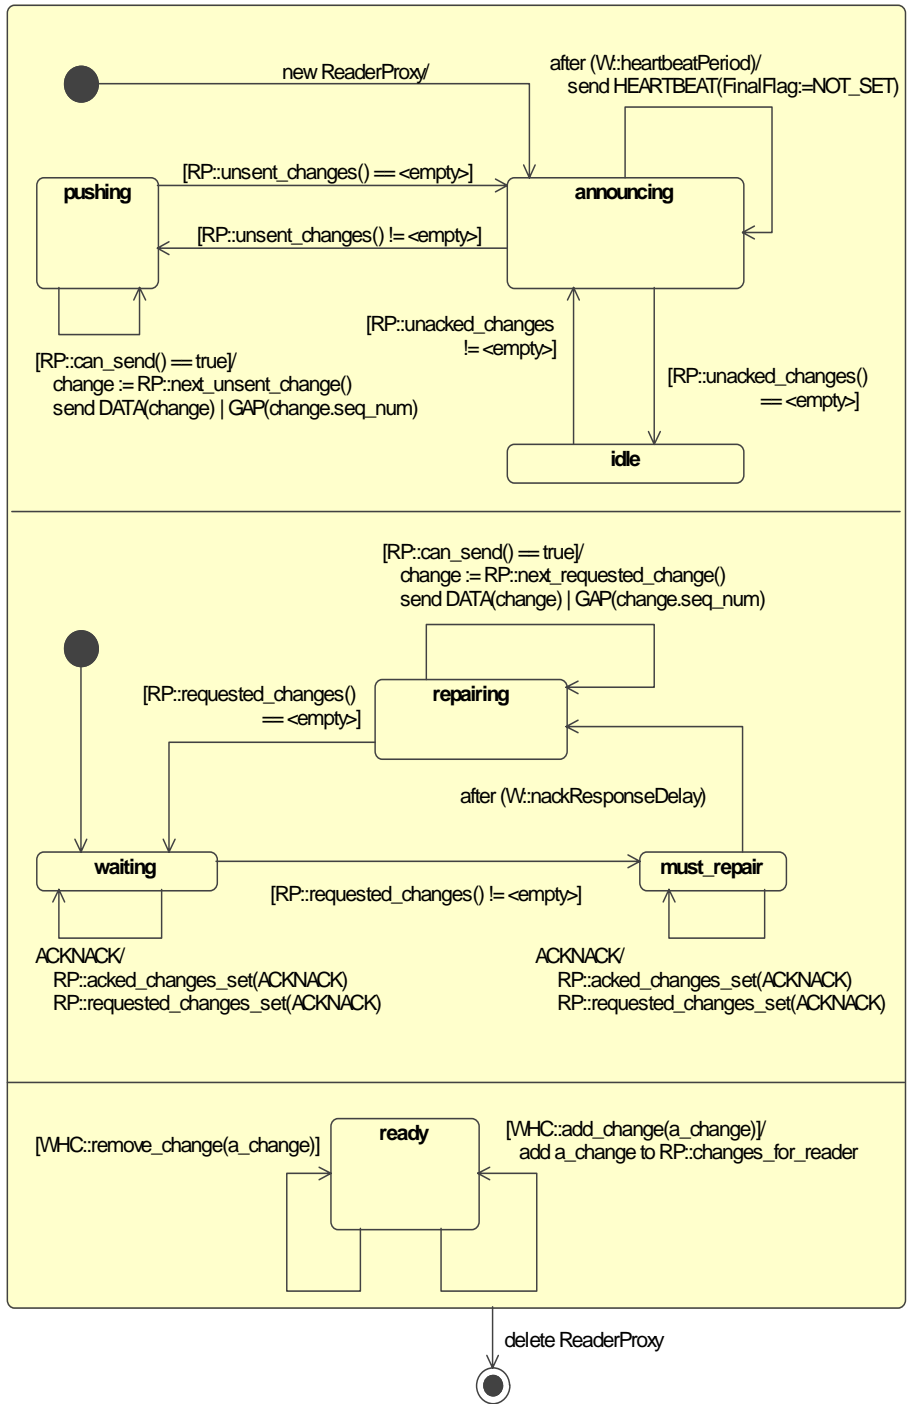 new ReaderProxy/
after (W::heartbeatPeriod)/
send HEARTBEAT(FinalFlag:=NOT_SET)
[RP::unsent_changes() == <empty>]
pushing
announcing
[RP::unsent_changes() != <empty>]
[RP::unacked_changes
!= <empty>]
[RP::can_send() == true]/
change := RP::next_unsent_change()
send DATA(change) | GAP(change.seq_num)
[RP::unacked_changes()
== <empty>]
idle
[RP::can_send() == true]/
change := RP::next_requested_change()
send DATA(change) | GAP(change.seq_num)
[RP::requested_changes()
== <empty>]
repairing
after (W::nackResponseDelay)
waiting
must_repair
[RP::requested_changes() != <empty>]
ACKNACK/
RP::acked_changes_set(ACKNACK)
RP::requested_changes_set(ACKNACK)
ACKNACK/
RP::acked_changes_set(ACKNACK)
RP::requested_changes_set(ACKNACK)
[WHC::remove_change(a_change)]
ready
[WHC::add_change(a_change)]/
add a_change to RP::changes_for_reader
delete ReaderProxy